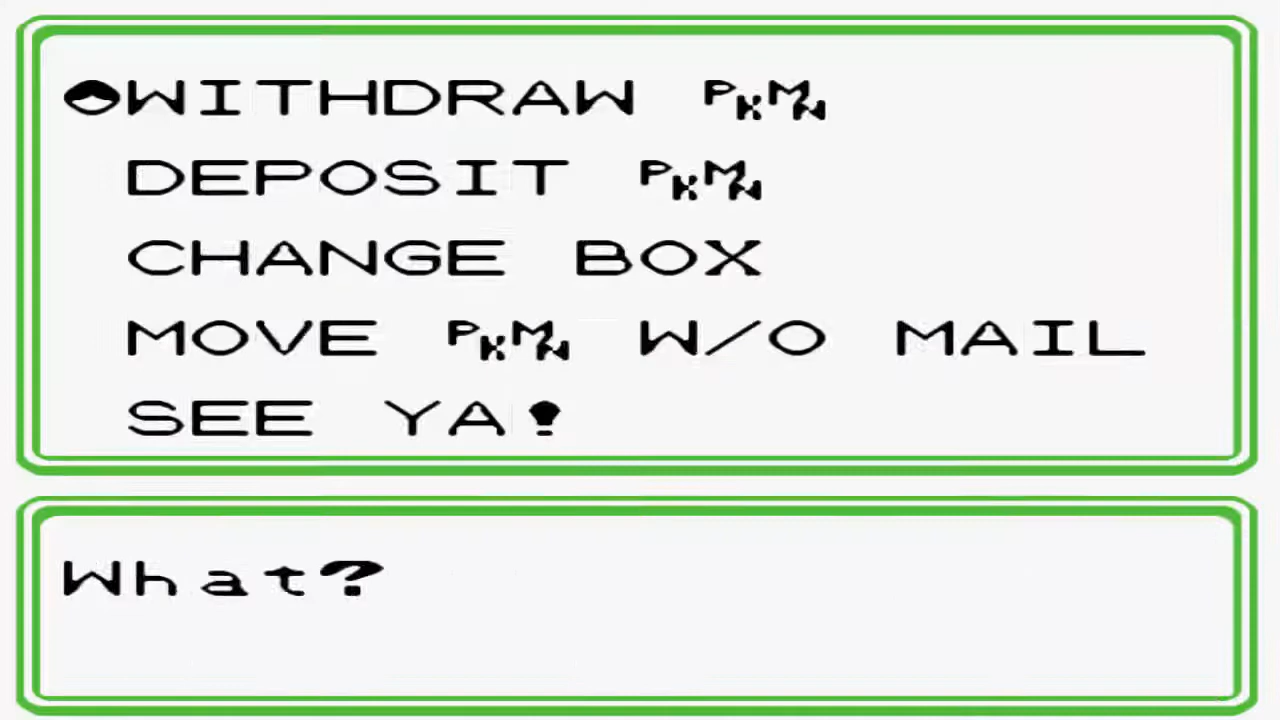 WITHDRAW PKMN
DEPOSIT PKMN
CHANGE BOX
MOVE PKMN W/O MAIL
SEE YA!
What?